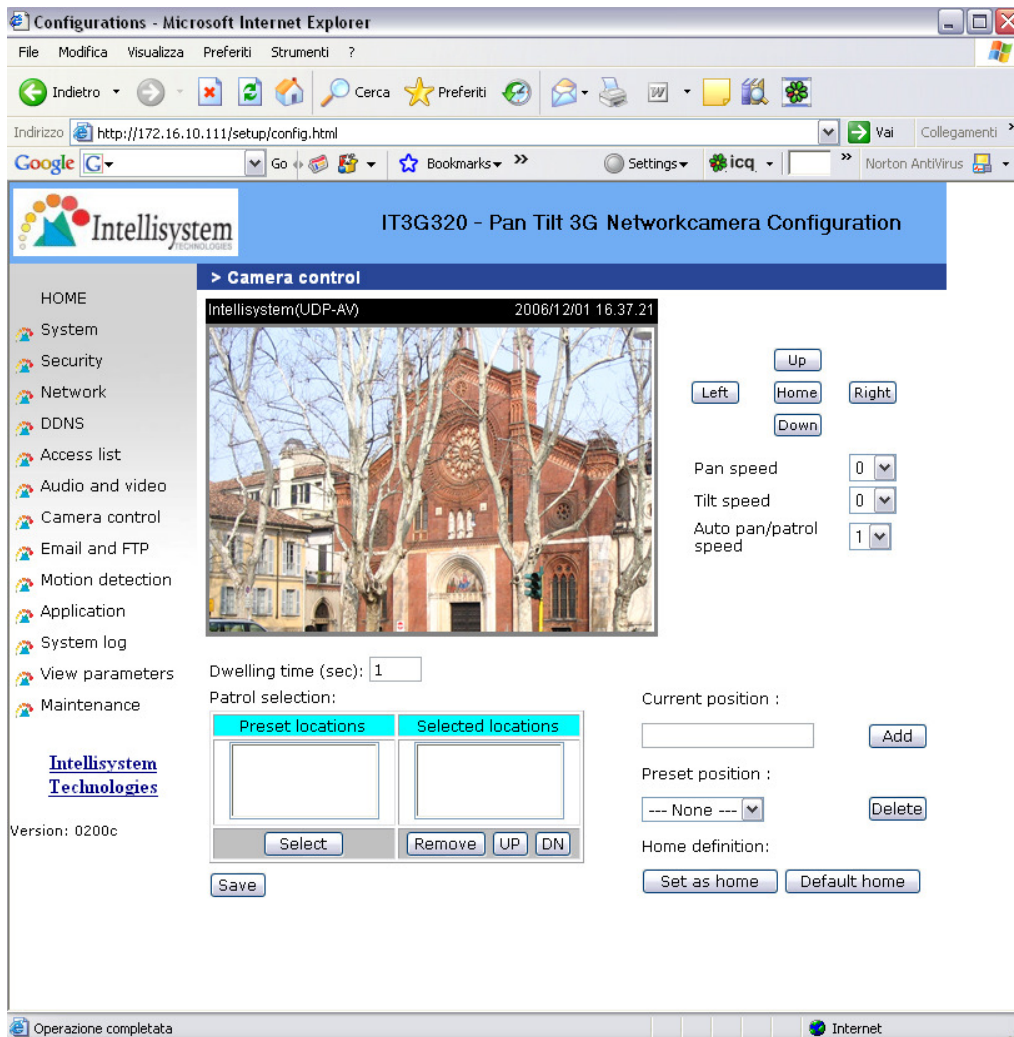 Configurations - Microsoft Internet Explorer
File Modifica Visualizza Preferiti Strumenti ?
Indietro Cerca Preferiti
Indirizzo http://172.16.10.111/setup/config.html Vai Collegamenti »
Google G Go Bookmarks » Settings icq » Norton AntiVirus
Intellisystem
TECHNOLOGIES
IT3G320 - Pan Tilt 3G Networkcamera Configuration
> Camera control
HOME
System
Security
Network
DDNS
Access list
Audio and video
Camera control
Email and FTP
Motion detection
Application
System log
View parameters
Maintenance
Intellisystem
Technologies
Version: 0200c
Intellisystem(UDP-AV) 2006/12/01 16.37.21
Up
Left Home Right
Down
Pan speed 0
Tilt speed 0
Auto pan/patrol
speed 1
Dwelling time (sec): 1
Patrol selection:
Preset locations Selected locations
Select Remove UP DN
Save
Current position :
Add
Preset position :
--- None --- Delete
Home definition:
Set as home Default home
Operazione completata Internet